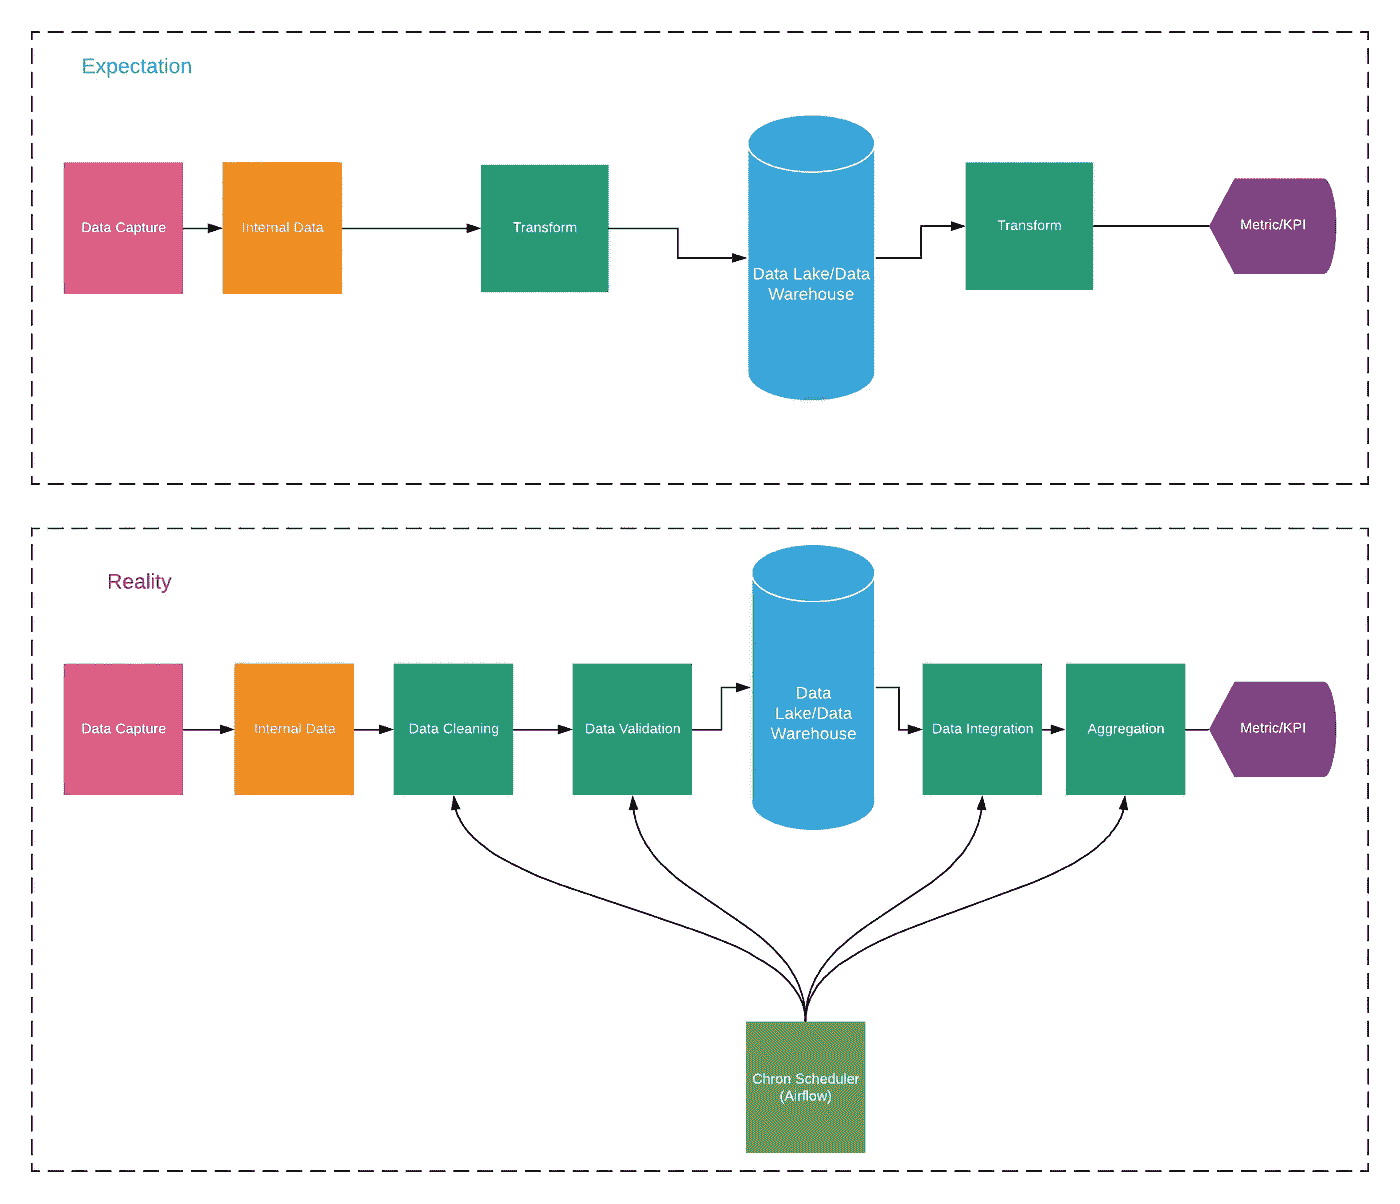 Expectation
Data Capture
Internal Data
Transform
Data Lake/Data
Warehouse
Transform
Metric/KPI
Reality
Data Capture
Internal Data
Data Cleaning
Data Validation
Data
Lake/Data
Warehouse
Data Integration
Aggregation
Metric/KPI
Chron Scheduler
(Airflow)